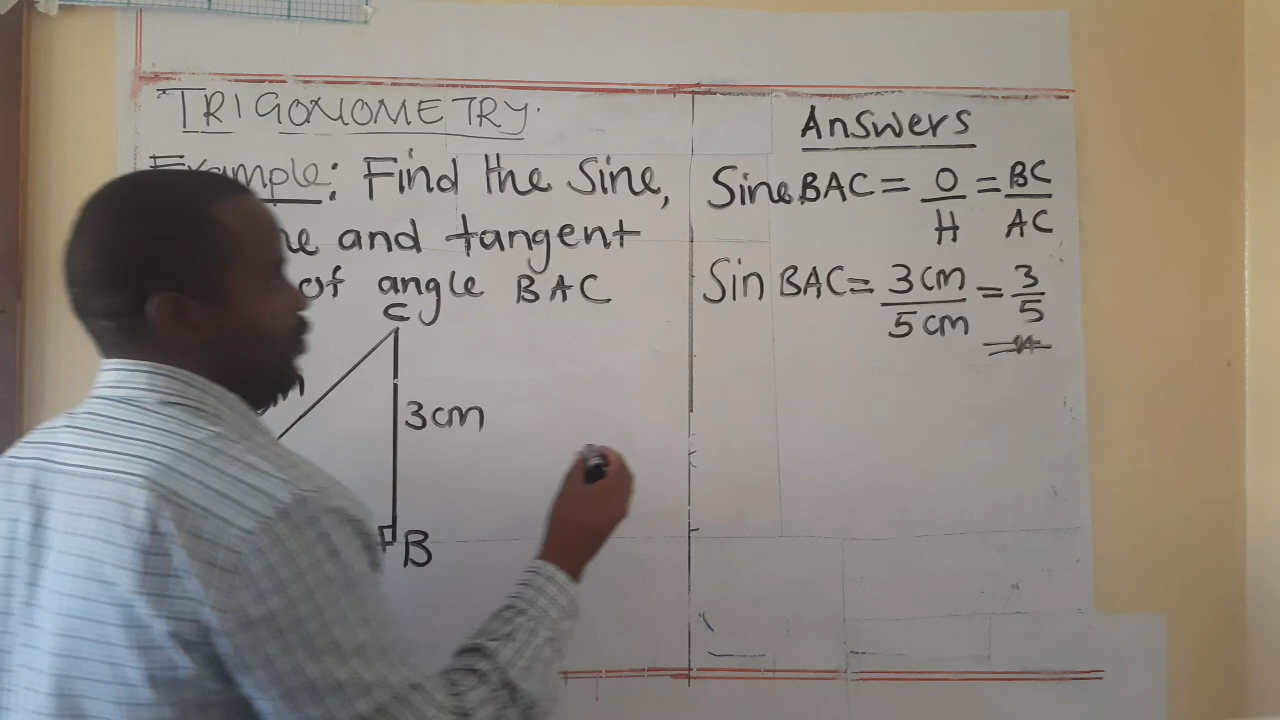 TRIGONOMETRY.
Example: Find the Sine,
and tangent
of angle BAC
C
3cm
B
Answers
Sine BAC = O/H = BC/AC
Sin BAC = 3cm/5cm = 3/5